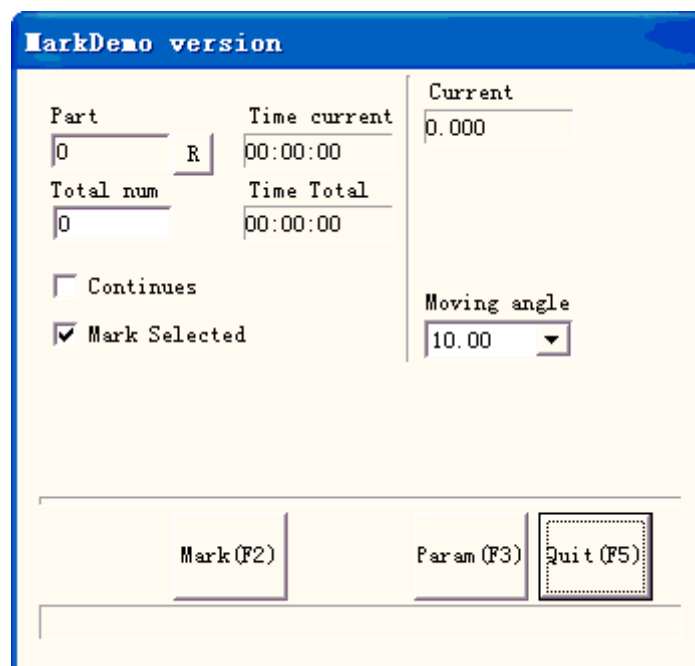 MarkDemo version
Part
Time current
0
R
00:00:00
Total num
Time Total
0
00:00:00
Continues
Mark Selected
Current
0.000
Moving angle
10.00
Mark(F2)
Param(F3)
Quit(F5)